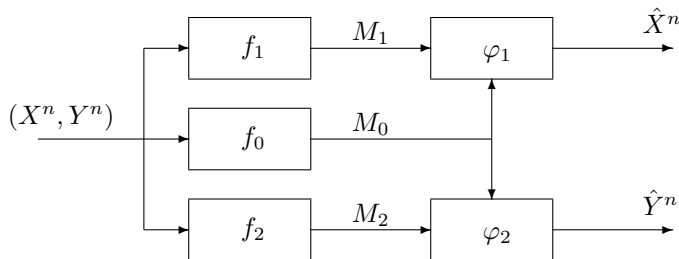 f_1 M_1 φ_1 X̂^n
(X^n, Y^n) f_0 M_0
f_2 M_2 φ_2 Ŷ^n